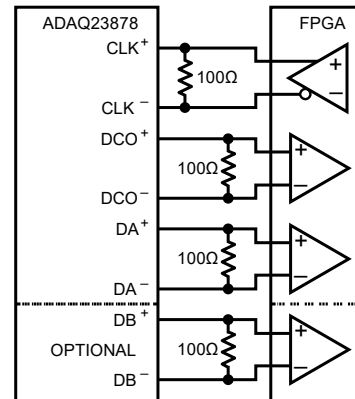 ADAQ23878 FPGA
CLK+
+
100Ω
CLK− −
DCO+
+
100Ω
−
DCO−
DA+
+
100Ω
−
DA−
DB+
+
OPTIONAL 100Ω
−
DB−